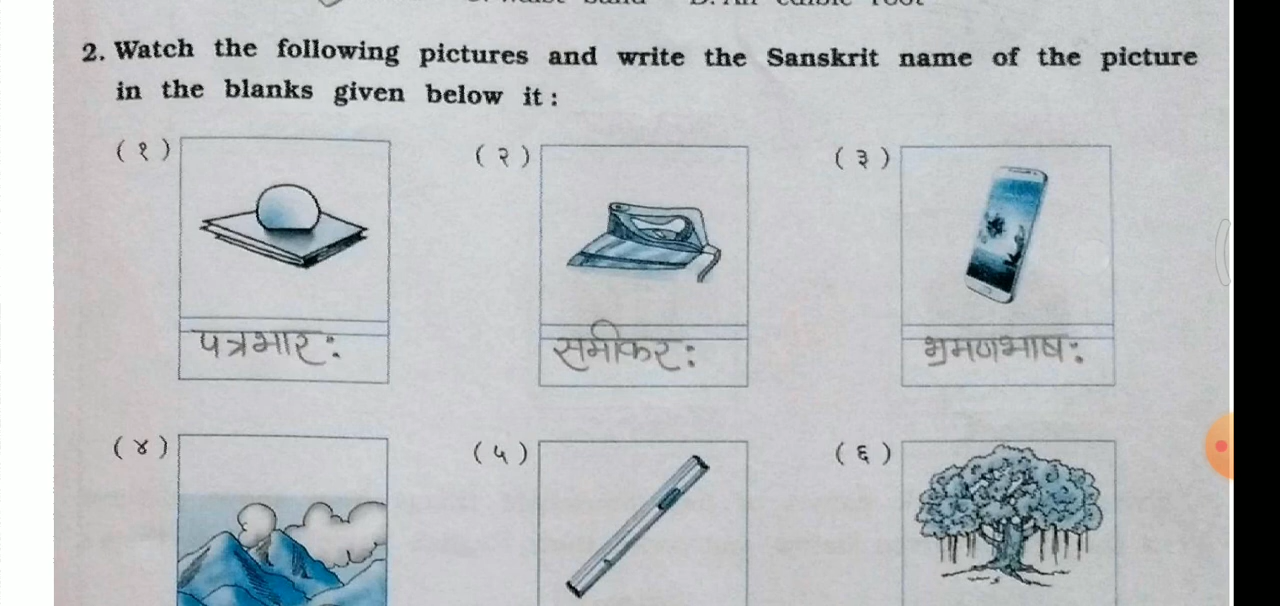 2. Watch the following pictures and write the Sanskrit name of the picture
in the blanks given below it :
( १ ) ( २ ) ( ३ )
पत्रभारः समीकरः भ्रमणभाषः
( ४ ) ( ५ ) ( ६ )